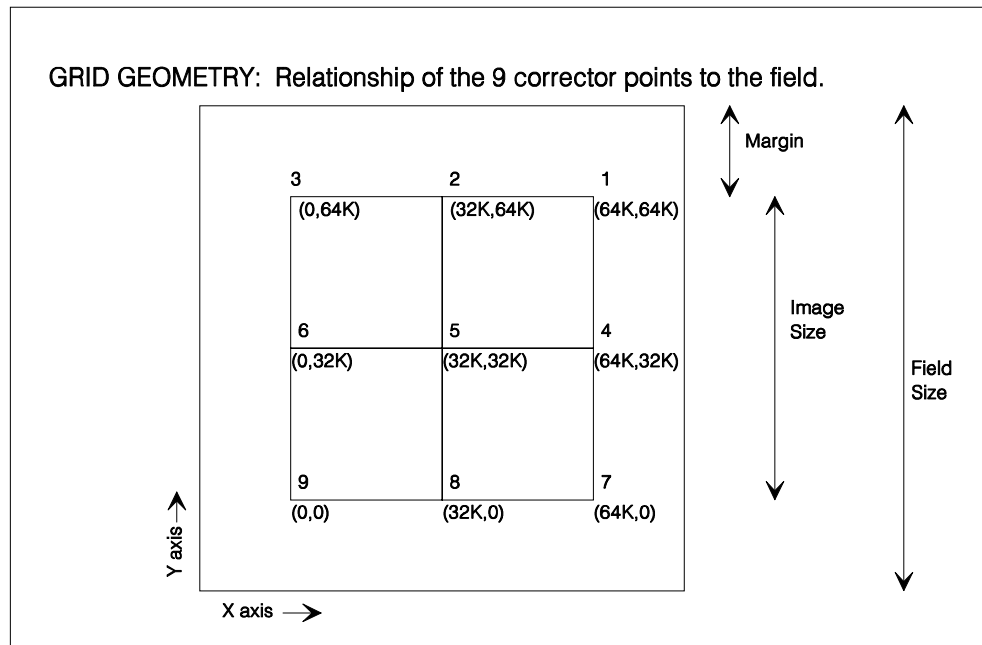 GRID GEOMETRY: Relationship of the 9 corrector points to the field.
Margin
3 2 1
(0,64K) (32K,64K) (64K,64K)
Image
Size
6 5 4
(0,32K) (32K,32K) (64K,32K)
Field
Size
9 8 7
(0,0) (32K,0) (64K,0)
Y axis
X axis